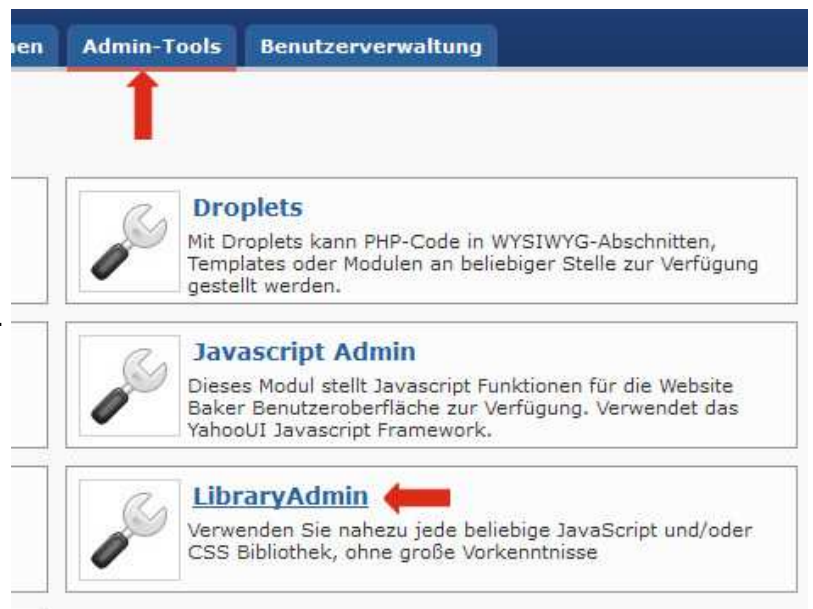 nen Admin-Tools Benutzerverwaltung
Droplets
Mit Droplets kann PHP-Code in WYSIWYG-Abschnitten,
Templates oder Modulen an beliebiger Stelle zur Verfügung
gestellt werden.
Javascript Admin
Dieses Modul stellt Javascript Funktionen für die Website
Baker Benutzeroberfläche zur Verfügung. Verwendet das
YahooUI Javascript Framework.
LibraryAdmin
Verwenden Sie nahezu jede beliebige JavaScript und/oder
CSS Bibliothek, ohne große Vorkenntnisse